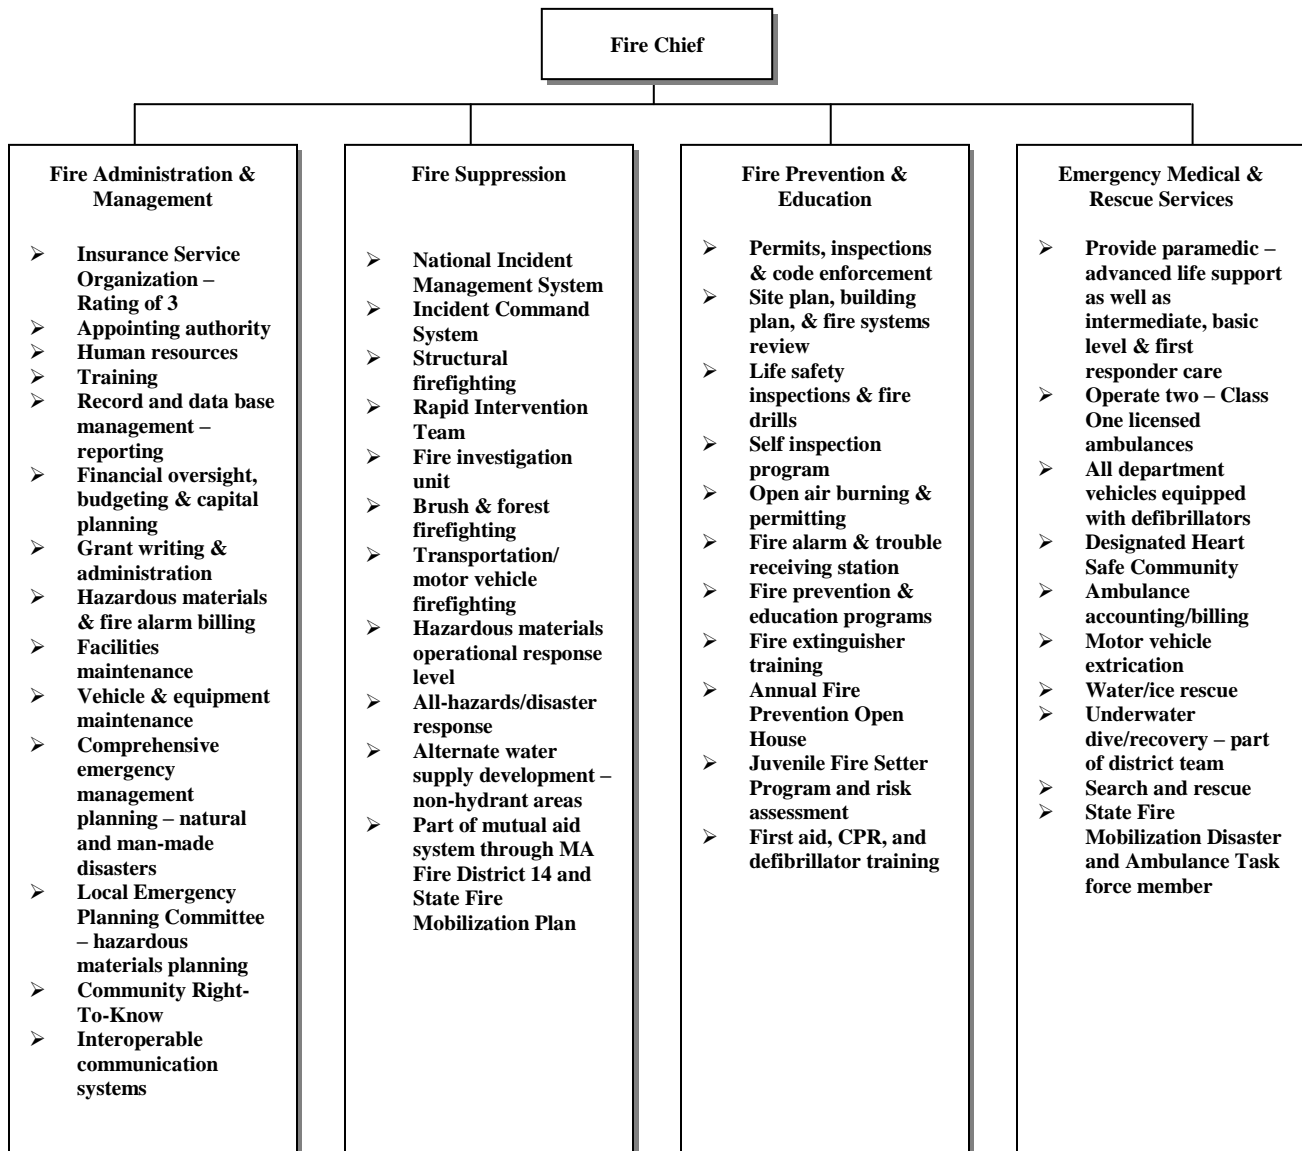 Fire Chief
Fire Administration &
Management
➢ Insurance Service
Organization –
Rating of 3
➢ Appointing authority
➢ Human resources
➢ Training
➢ Record and data base
management –
reporting
➢ Financial oversight,
budgeting & capital
planning
➢ Grant writing &
administration
➢ Hazardous materials
& fire alarm billing
➢ Facilities
maintenance
➢ Vehicle & equipment
maintenance
➢ Comprehensive
emergency
management
planning – natural
and man-made
disasters
➢ Local Emergency
Planning Committee
– hazardous
materials planning
➢ Community Right-
To-Know
➢ Interoperable
communication
systems
Fire Suppression
➢ National Incident
Management System
➢ Incident Command
System
➢ Structural
firefighting
➢ Rapid Intervention
Team
➢ Fire investigation
unit
➢ Brush & forest
firefighting
➢ Transportation/
motor vehicle
firefighting
➢ Hazardous materials
operational response
level
➢ All-hazards/disaster
response
➢ Alternate water
supply development –
non-hydrant areas
➢ Part of mutual aid
system through MA
Fire District 14 and
State Fire
Mobilization Plan
Fire Prevention &
Education
➢ Permits, inspections
& code enforcement
➢ Site plan, building
plan, & fire systems
review
➢ Life safety
inspections & fire
drills
➢ Self inspection
program
➢ Open air burning &
permitting
➢ Fire alarm & trouble
receiving station
➢ Fire prevention &
education programs
➢ Fire extinguisher
training
➢ Annual Fire
Prevention Open
House
➢ Juvenile Fire Setter
Program and risk
assessment
➢ First aid, CPR, and
defibrillator training
Emergency Medical &
Rescue Services
➢ Provide paramedic –
advanced life support
as well as
intermediate, basic
level & first
responder care
➢ Operate two – Class
One licensed
ambulances
➢ All department
vehicles equipped
with defibrillators
➢ Designated Heart
Safe Community
➢ Ambulance
accounting/billing
➢ Motor vehicle
extrication
➢ Water/ice rescue
➢ Underwater
dive/recovery – part
of district team
➢ Search and rescue
➢ State Fire
Mobilization Disaster
and Ambulance Task
force member